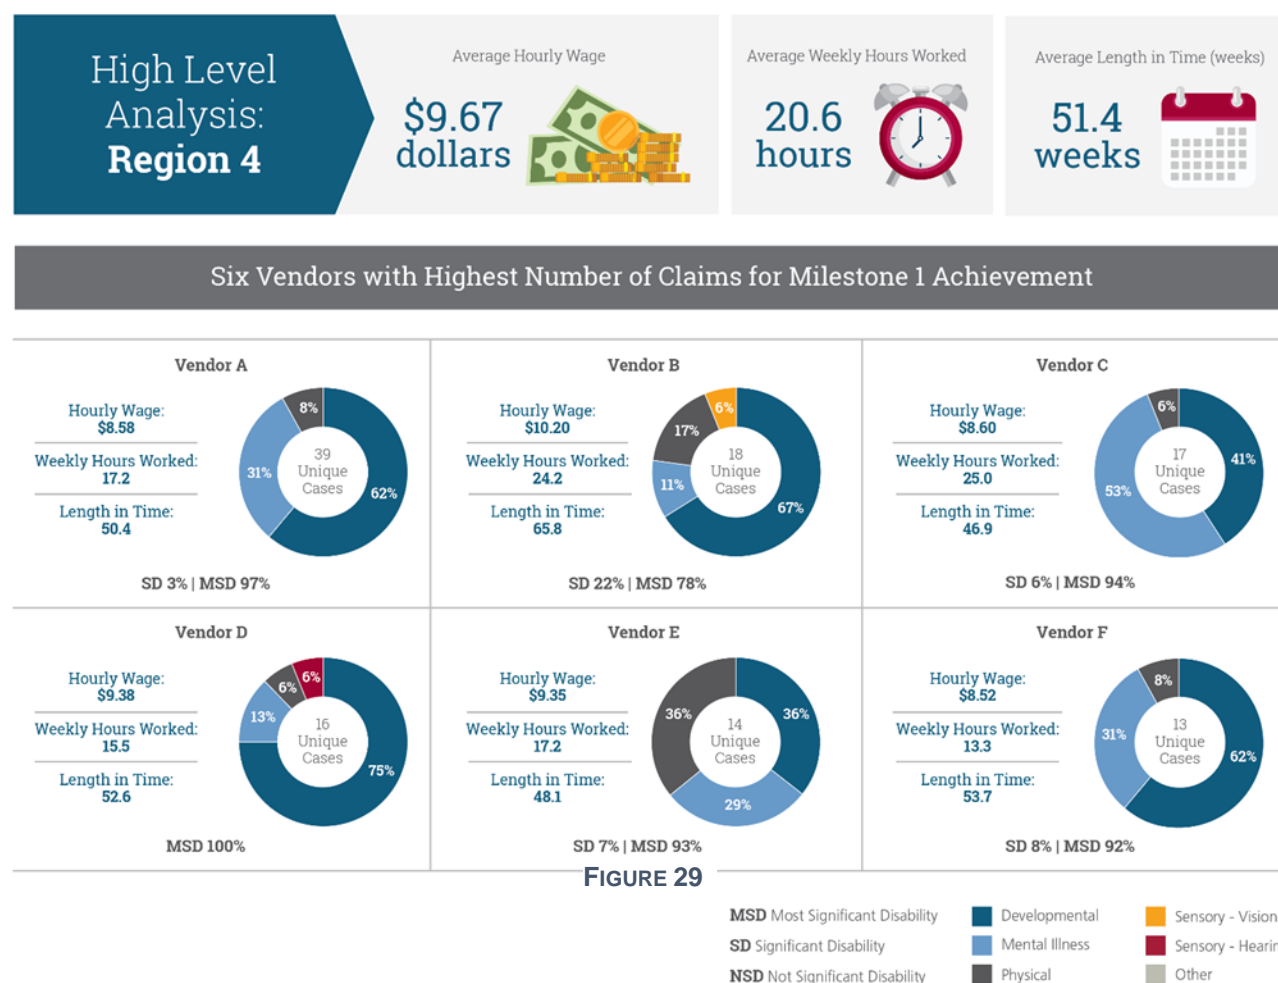 High Level
Analysis:
Region 4
Average Hourly Wage
$9.67
dollars
Average Weekly Hours Worked
20.6
hours
Average Length in Time (weeks)
51.4
weeks
Six Vendors with Highest Number of Claims for Milestone 1 Achievement
Vendor A
Hourly Wage:
$8.58
Weekly Hours Worked:
17.2
Length in Time:
50.4
8%
31%
62%
39
Unique
Cases
SD 3% | MSD 97%
Vendor B
Hourly Wage:
$10.20
Weekly Hours Worked:
24.2
Length in Time:
65.8
6%
17%
11%
67%
18
Unique
Cases
SD 22% | MSD 78%
Vendor C
Hourly Wage:
$8.60
Weekly Hours Worked:
25.0
Length in Time:
46.9
6%
41%
53%
17
Unique
Cases
SD 6% | MSD 94%
Vendor D
Hourly Wage:
$9.38
Weekly Hours Worked:
15.5
Length in Time:
52.6
6%
6%
13%
75%
16
Unique
Cases
MSD 100%
Vendor E
Hourly Wage:
$9.35
Weekly Hours Worked:
17.2
Length in Time:
48.1
36%
36%
29%
14
Unique
Cases
SD 7% | MSD 93%
Vendor F
Hourly Wage:
$8.52
Weekly Hours Worked:
13.3
Length in Time:
53.7
8%
31%
62%
13
Unique
Cases
SD 8% | MSD 92%
FIGURE 29
MSD Most Significant Disability
SD Significant Disability
NSD Not Significant Disability
Developmental
Mental Illness
Physical
Sensory - Vision
Sensory - Hearin
Other